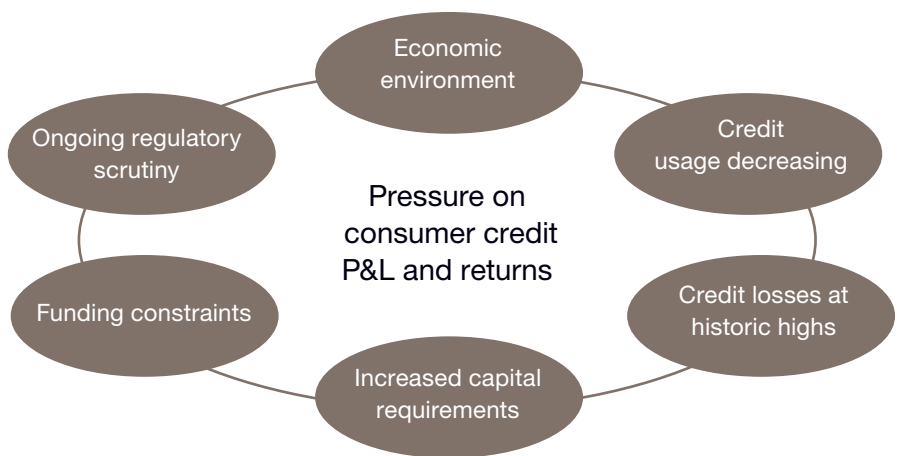 Economic
environment
Credit
usage decreasing
Credit losses at
historic highs
Increased capital
requirements
Funding constraints
Ongoing regulatory
scrutiny
Pressure on
consumer credit
P&L and returns